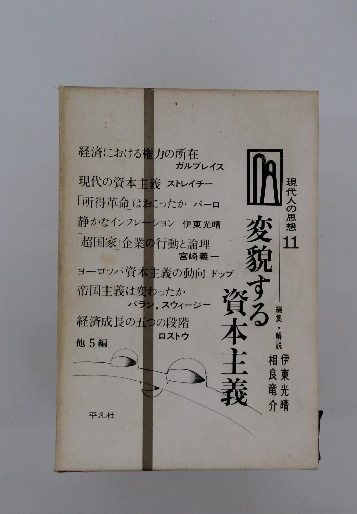 現代人の思想 11
変貌する
資本主義
編集・解説
伊東光晴
相良竜介
経済における権力の所在
ガルブレイス
現代の資本主義 ストレイチー
「所得革命」はおこったか パーロ
静かなインフレーション 伊東光晴
「超国家」企業の行動と論理
宮崎義一
ヨーロッパ資本主義の動向 ドッブ
帝国主義は変わったか
バラン, スウィージー
経済成長の五つの段階
ロストウ
他5編
平凡社